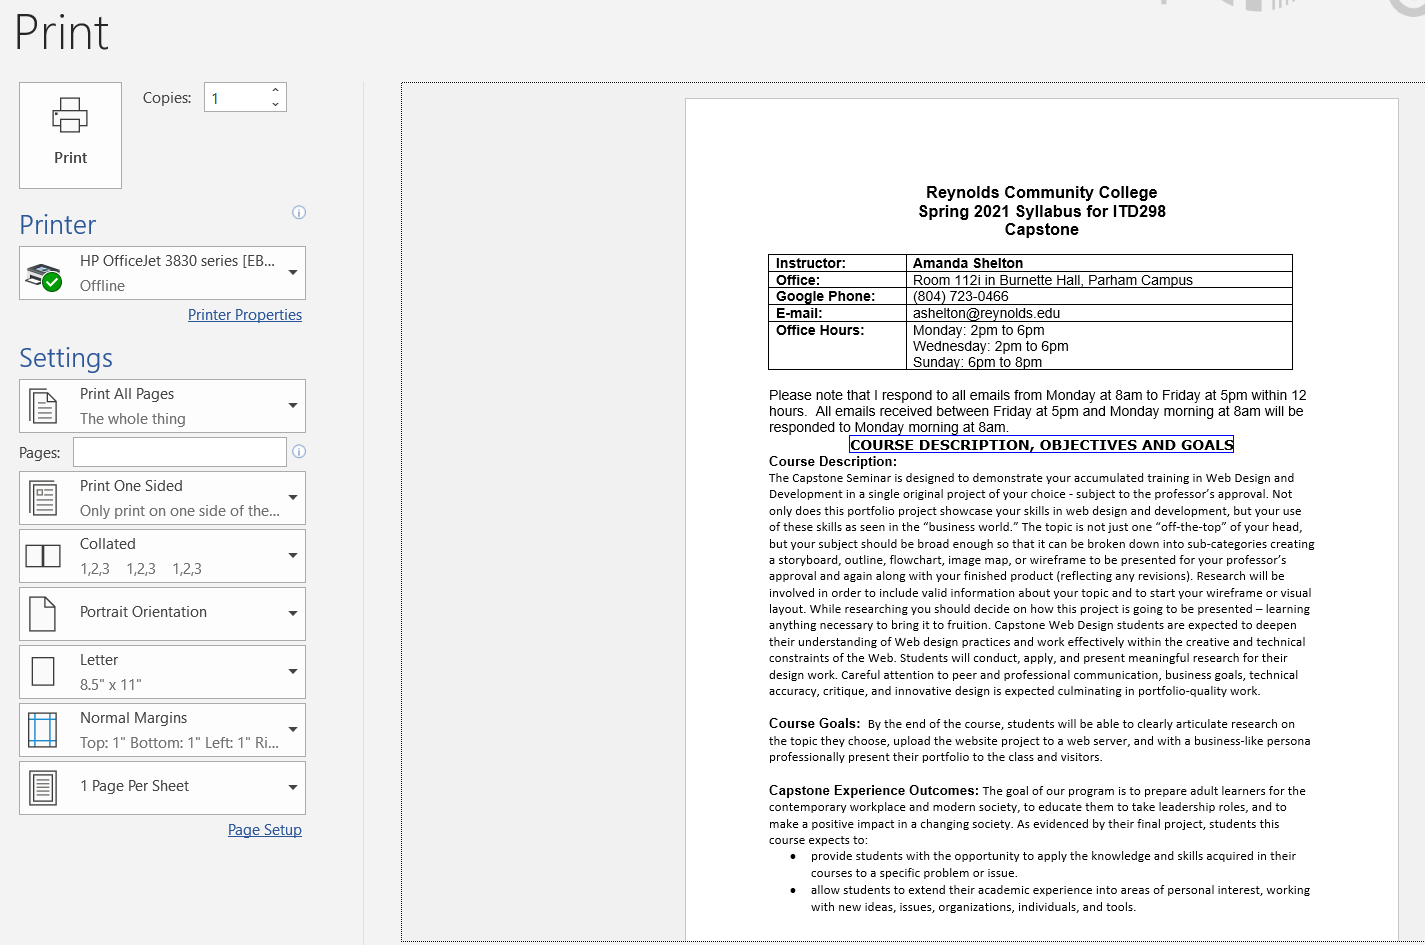 Print
Print
Copies:
1
Printer
HP OfficeJet 3830 series [EB...
Offline
Printer Properties
Settings
Print All Pages
The whole thing
Pages:
Print One Sided
Only print on one side of the...
Collated
1,2,3 1,2,3 1,2,3
Portrait Orientation
Letter
8.5" x 11"
Normal Margins
Top: 1" Bottom: 1" Left: 1" Ri...
1 Page Per Sheet
Page Setup
Reynolds Community College
Spring 2021 Syllabus for ITD298
Capstone
Instructor: Amanda Shelton
Office: Room 112i in Burnette Hall, Parham Campus
Google Phone: (804) 723-0466
E-mail: ashelton@reynolds.edu
Office Hours: Monday: 2pm to 6pm
Wednesday: 2pm to 6pm
Sunday: 6pm to 8pm
Please note that I respond to all emails from Monday at 8am to Friday at 5pm within 12
hours. All emails received between Friday at 5pm and Monday morning at 8am will be
responded to Monday morning at 8am.
COURSE DESCRIPTION, OBJECTIVES AND GOALS
Course Description:
The Capstone Seminar is designed to demonstrate your accumulated training in Web Design and
Development in a single original project of your choice - subject to the professor’s approval. Not
only does this portfolio project showcase your skills in web design and development, but your use
of these skills as seen in the “business world.” The topic is not just one “off-the-top” of your head,
but your subject should be broad enough so that it can be broken down into sub-categories creating
a storyboard, outline, flowchart, image map, or wireframe to be presented for your professor’s
approval and again along with your finished product (reflecting any revisions). Research will be
involved in order to include valid information about your topic and to start your wireframe or visual
layout. While researching you should decide on how this project is going to be presented – learning
anything necessary to bring it to fruition. Capstone Web Design students are expected to deepen
their understanding of Web design practices and work effectively within the creative and technical
constraints of the Web. Students will conduct, apply, and present meaningful research for their
design work. Careful attention to peer and professional communication, business goals, technical
accuracy, critique, and innovative design is expected culminating in portfolio-quality work.
Course Goals: By the end of the course, students will be able to clearly articulate research on
the topic they choose, upload the website project to a web server, and with a business-like persona
professionally present their portfolio to the class and visitors.
Capstone Experience Outcomes: The goal of our program is to prepare adult learners for the
contemporary workplace and modern society, to educate them to take leadership roles, and to
make a positive impact in a changing society. As evidenced by their final project, students this
course expects to:
• provide students with the opportunity to apply the knowledge and skills acquired in their
courses to a specific problem or issue.
• allow students to extend their academic experience into areas of personal interest, working
with new ideas, issues, organizations, individuals, and tools.